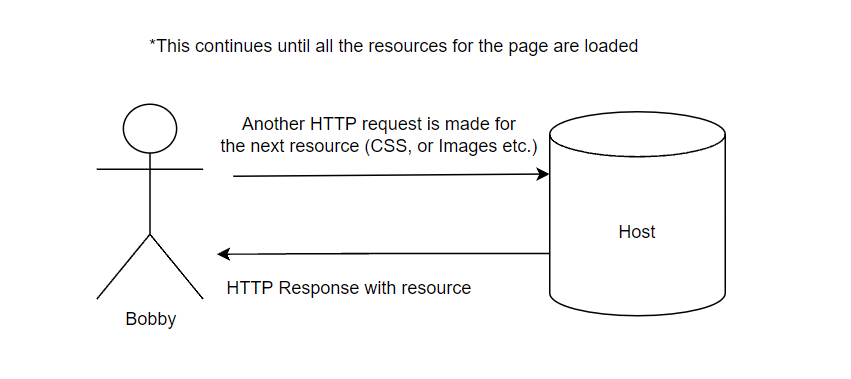 *This continues until all the resources for the page are loaded
Another HTTP request is made for
the next resource (CSS, or Images etc.)
Host
HTTP Response with resource
Bobby